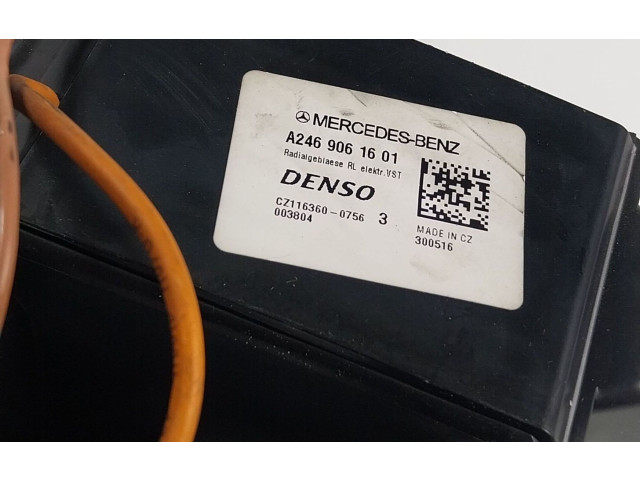 MERCEDES-BENZ
A246 906 16 01
Radialgeblaese RL elektr.VST
DENSO
CZ116360-0756 3
003804
MADE IN CZ
300516